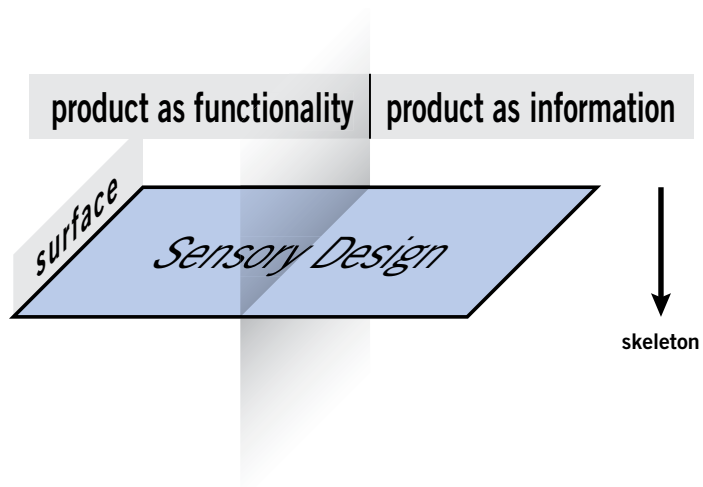 product as functionality
product as information
surface
Sensory Design
skeleton